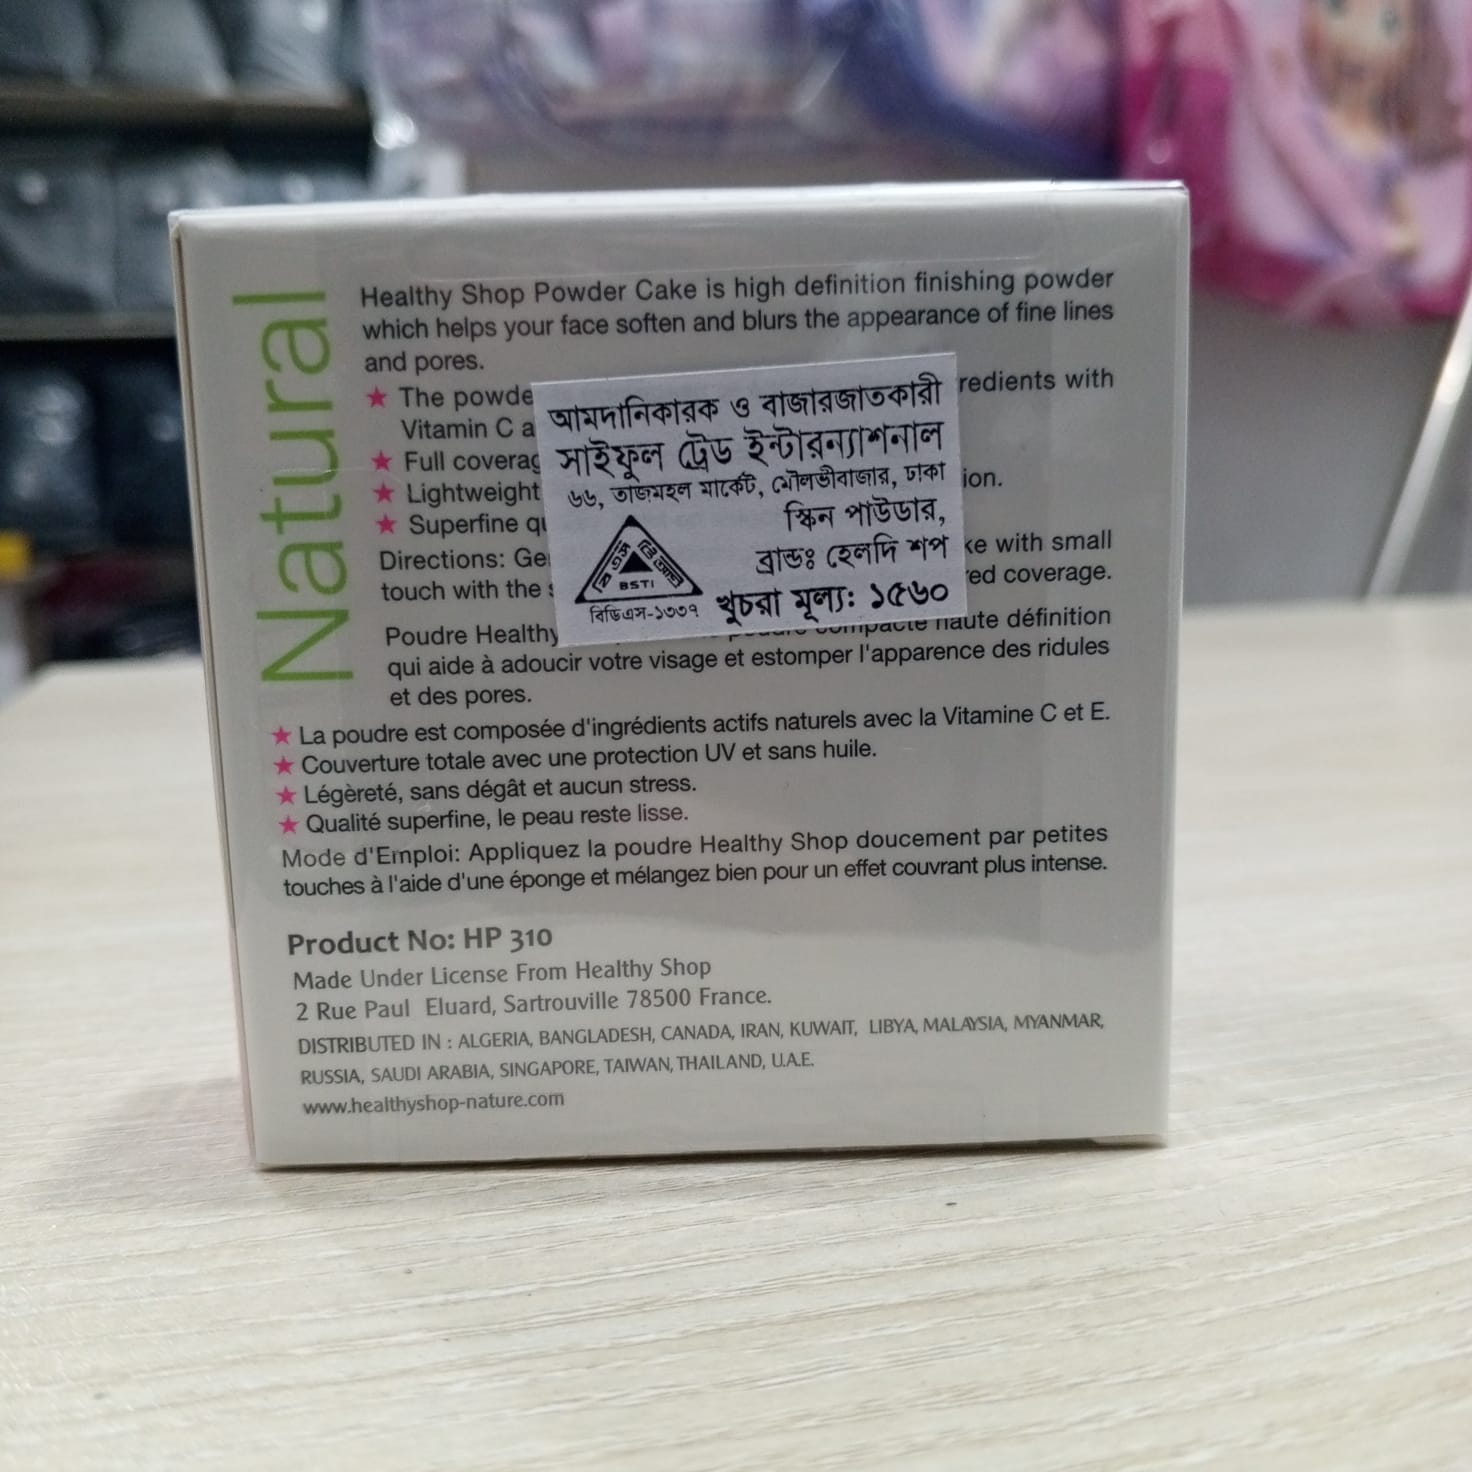 Natural
Healthy Shop Powder Cake is high definition finishing powder
which helps your face soften and blurs the appearance of fine lines
and pores.
★ The powde
redients with
Vitamin C a
★ Full coverag
★ Lightweight
ion.
★ Superfine qu
Directions: Ge
ke with small
touch with the s
ed coverage.
আমদানিকারক ও বাজারজাতকারী
সাইফুল ট্রেড ইন্টারন্যাশনাল
৬৬, তাজমহল মার্কেট, মৌলভীবাজার, ঢাকা
স্কিন পাউডার,
ব্রান্ডঃ হেলদি শপ
BSTI
বিডিএস-১৩৩৭
খুচরা মূল্য: ১৫৬০
Poudre Healthy poudre compacte haute définition
qui aide à adoucir votre visage et estomper l'apparence des ridules
et des pores.
★ La poudre est composée d'ingrédients actifs naturels avec la Vitamine C et E.
★ Couverture totale avec une protection UV et sans huile.
★ Légèreté, sans dégât et aucun stress.
★ Qualité superfine, le peau reste lisse.
Mode d'Emploi: Appliquez la poudre Healthy Shop doucement par petites
touches à l'aide d'une éponge et mélangez bien pour un effet couvrant plus intense.
Product No: HP 310
Made Under License From Healthy Shop
2 Rue Paul Eluard, Sartrouville 78500 France.
DISTRIBUTED IN : ALGERIA, BANGLADESH, CANADA, IRAN, KUWAIT, LIBYA, MALAYSIA, MYANMAR,
RUSSIA, SAUDI ARABIA, SINGAPORE, TAIWAN, THAILAND, U.A.E.
www.healthyshop-nature.com